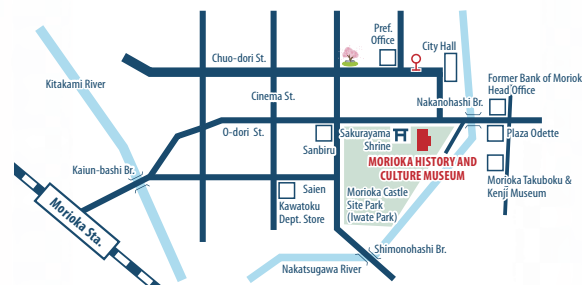 Pref.
Office
City Hall
Chuo-dori St.
Kitakami River
Cinema St.
Former Bank of Moriok
Head Office
Nakanohashi Br.
O-dori St.
Sanbiru
Sakurayama
Shrine
Plaza Odette
MORIOKA HISTORY AND
CULTURE MUSEUM
Kaiun-bashi Br.
Morioka Takuboku &
Kenji Museum
Saien
Kawatoku
Dept. Store
Morioka Castle
Site Park
(Iwate Park)
Morioka Sta.
Shimonohashi Br.
Nakatsugawa River